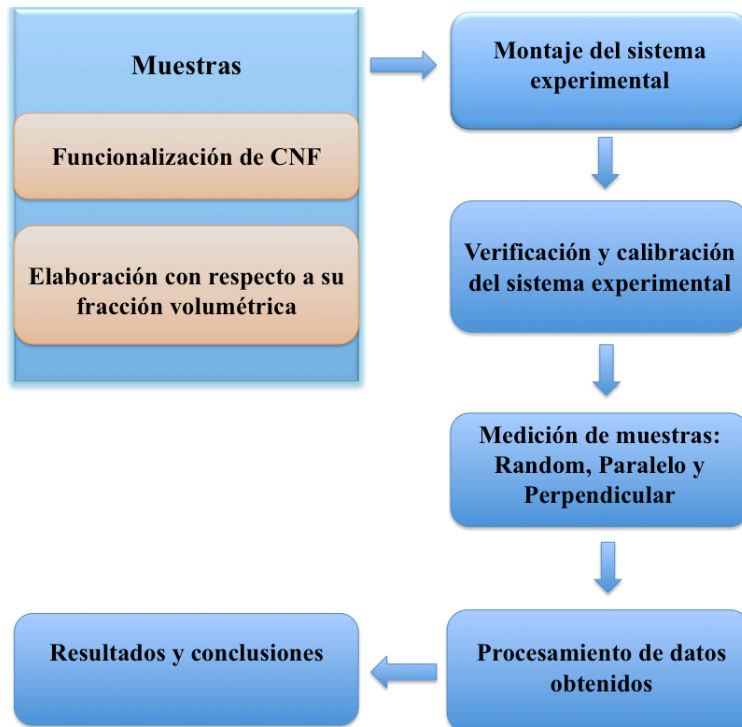 Muestras
Funcionalización de CNF
Elaboración con respecto a su
fracción volumétrica
Montaje del sistema
experimental
Verificación y calibración
del sistema experimental
Medición de muestras:
Random, Paralelo y
Perpendicular
Procesamiento de datos
obtenidos
Resultados y conclusiones